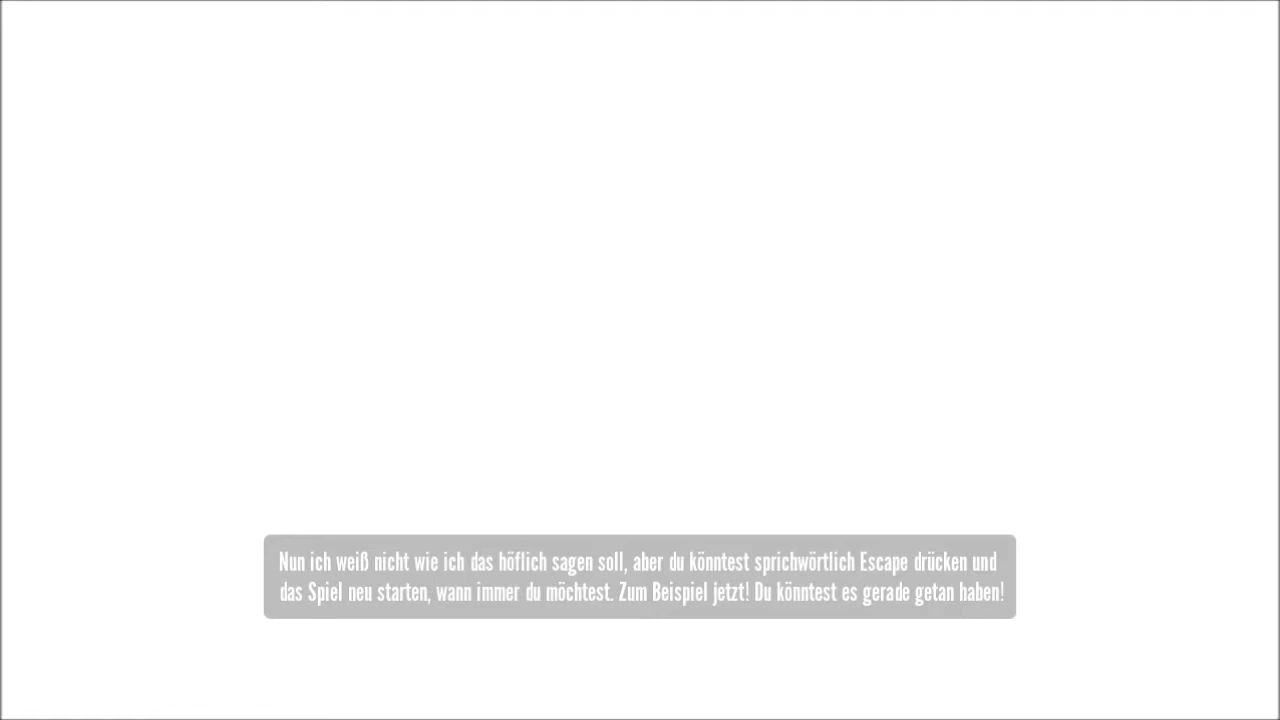 Nun ich weiß nicht wie ich das höflich sagen soll, aber du könntest sprichwörtlich Escape drücken und
das Spiel neu starten, wann immer du möchtest. Zum Beispiel jetzt! Du könntest es gerade getan haben!